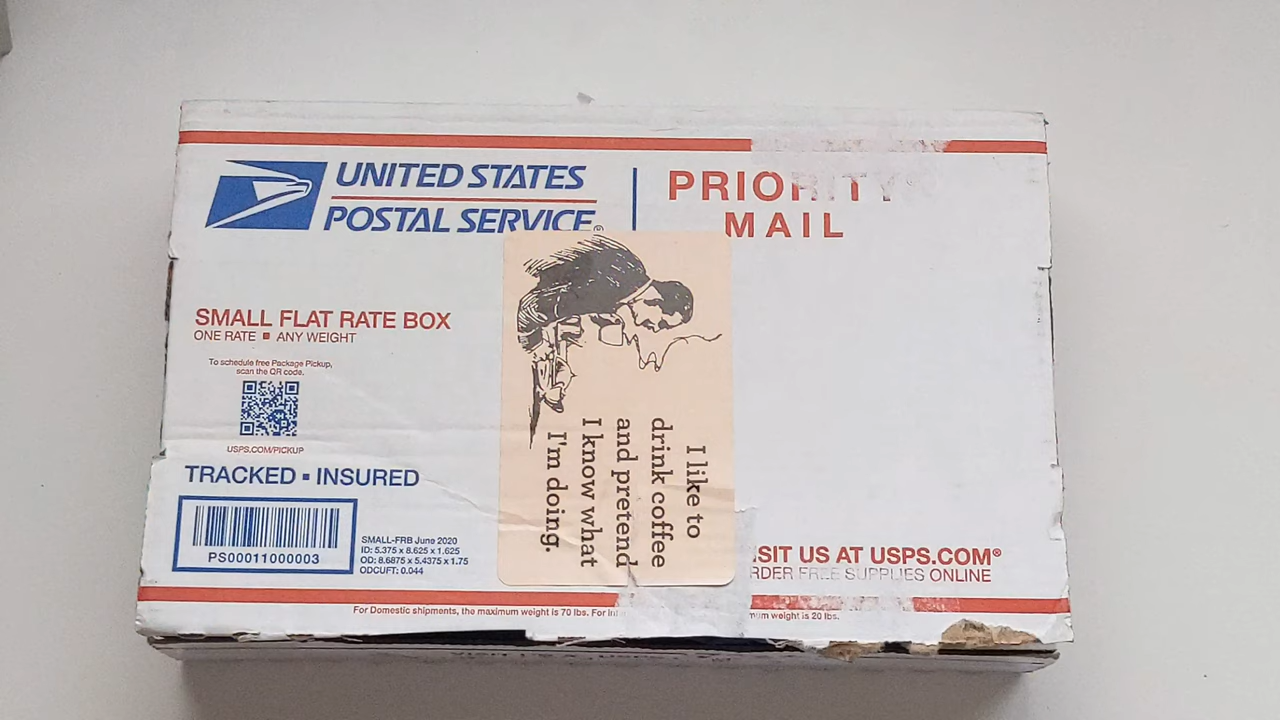 UNITED STATES
POSTAL SERVICE®
PRIORITY
MAIL
SMALL FLAT RATE BOX
ONE RATE ▪ ANY WEIGHT
To schedule free Package Pickup,
scan the QR code.
USPS.COM/PICKUP
TRACKED ▪ INSURED
PS00011000003
SMALL-FRB June 2020
ID: 5.375 x 8.625 x 1.625
OD: 8.6875 x 5.4375 x 1.75
ODCUFT: 0.044
I like to
drink coffee
and pretend
I know what
I'm doing.
ISIT US AT USPS.COM®
RDER FREE SUPPLIES ONLINE
For Domestic shipments, the maximum weight is 70 lbs. For weight is 20 lbs.